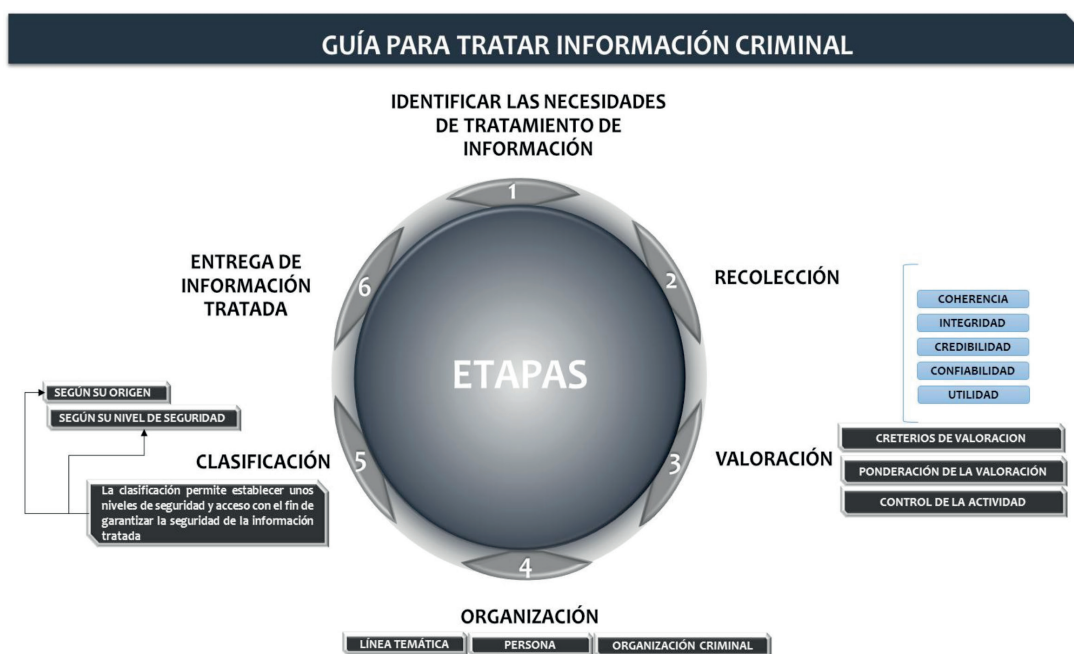 GUÍA PARA TRATAR INFORMACIÓN CRIMINAL
IDENTIFICAR LAS NECESIDADES
DE TRATAMIENTO DE
INFORMACIÓN
1
2
RECOLECCIÓN
COHERENCIA
INTEGRIDAD
CREDIBILIDAD
CONFIABILIDAD
UTILIDAD
3
VALORACIÓN
CRETERIOS DE VALORACION
PONDERACIÓN DE LA VALORACIÓN
CONTROL DE LA ACTIVIDAD
4
ORGANIZACIÓN
LÍNEA TEMÁTICA
PERSONA
ORGANIZACIÓN CRIMINAL
5
CLASIFICACIÓN
SEGÚN SU ORIGEN
SEGÚN SU NIVEL DE SEGURIDAD
La clasificación permite establecer unos
niveles de seguridad y acceso con el fin de
garantizar la seguridad de la información
tratada
6
ENTREGA DE
INFORMACIÓN
TRATADA
ETAPAS